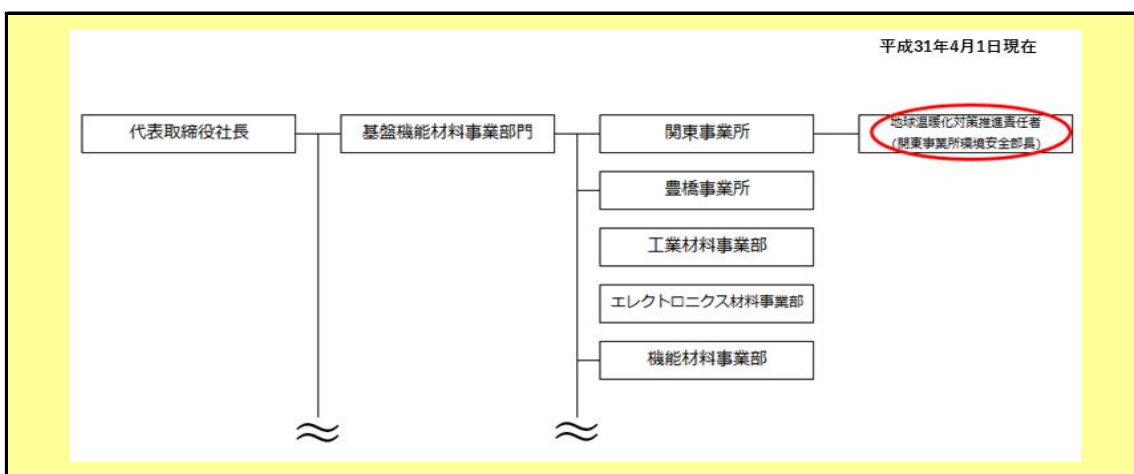 平成31年4月1日現在
代表取締役社長
基盤機能材料事業部門
関東事業所
地球温暖化対策推進責任者
(関東事業所環境安全部長)
豊橋事業所
工業材料事業部
エレクトロニクス材料事業部
機能材料事業部